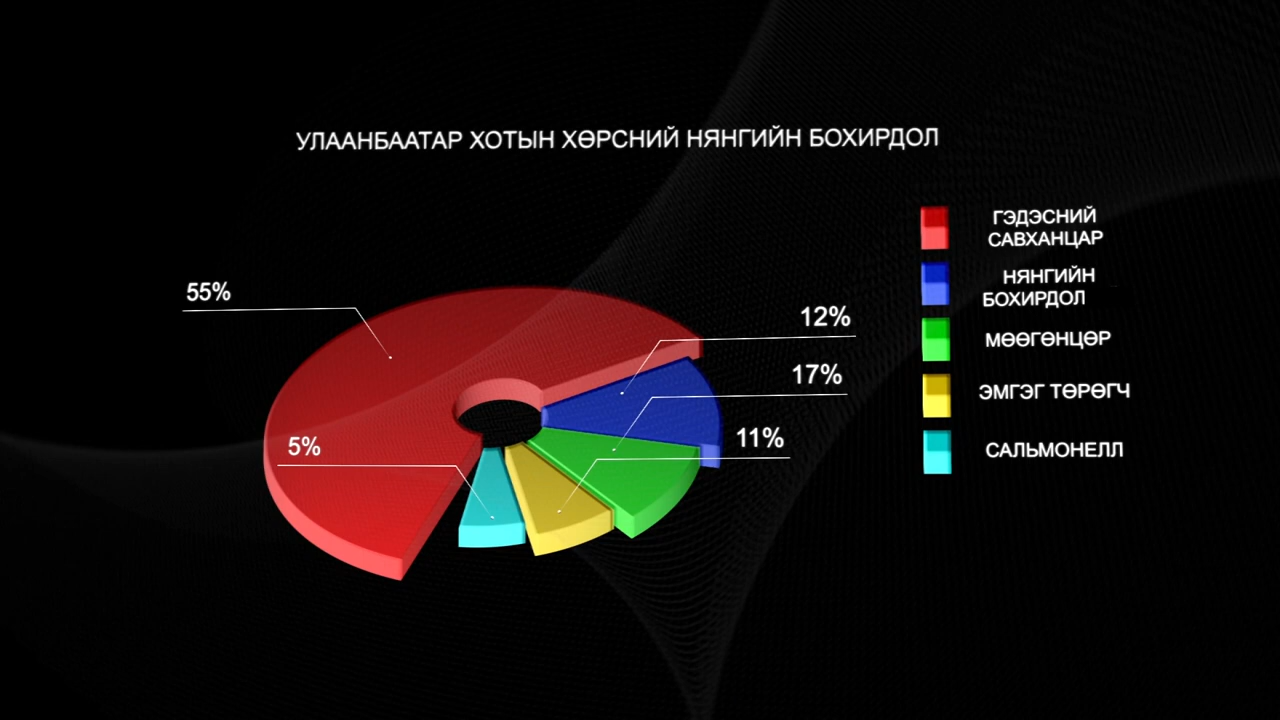 УЛААНБААТАР ХОТЫН ХӨРСНИЙ НЯНГИЙН БОХИРДОЛ
55%
12%
17%
11%
5%
ГЭДЭСНИЙ
САВХАНЦАР
НЯНГИЙН
БОХИРДОЛ
МӨӨГӨНЦӨР
ЭМГЭГ ТӨРӨГЧ
САЛЬМОНЕЛЛ